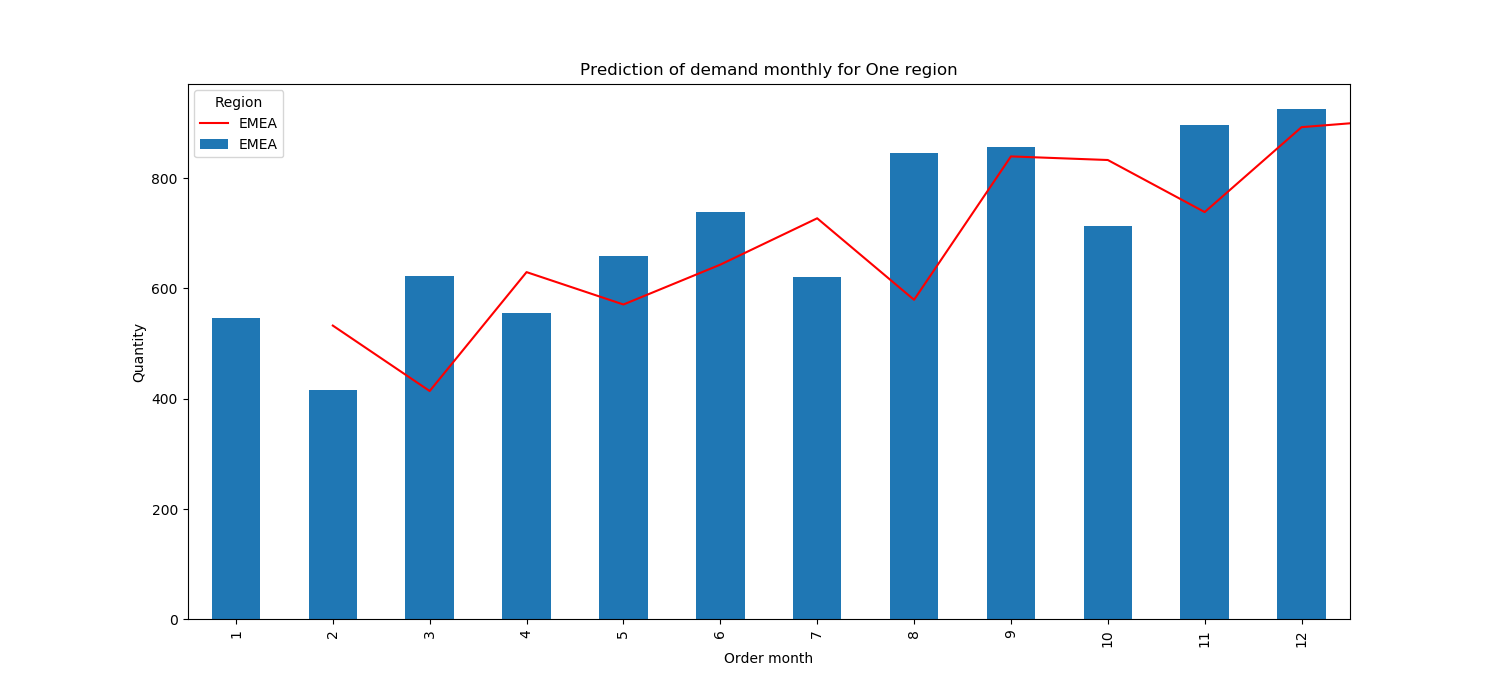 Prediction of demand monthly for One region
Region
EMEA
EMEA
Quantity
800
600
400
200
0
1 2 3 4 5 6 7 8 9 10 11 12
Order month